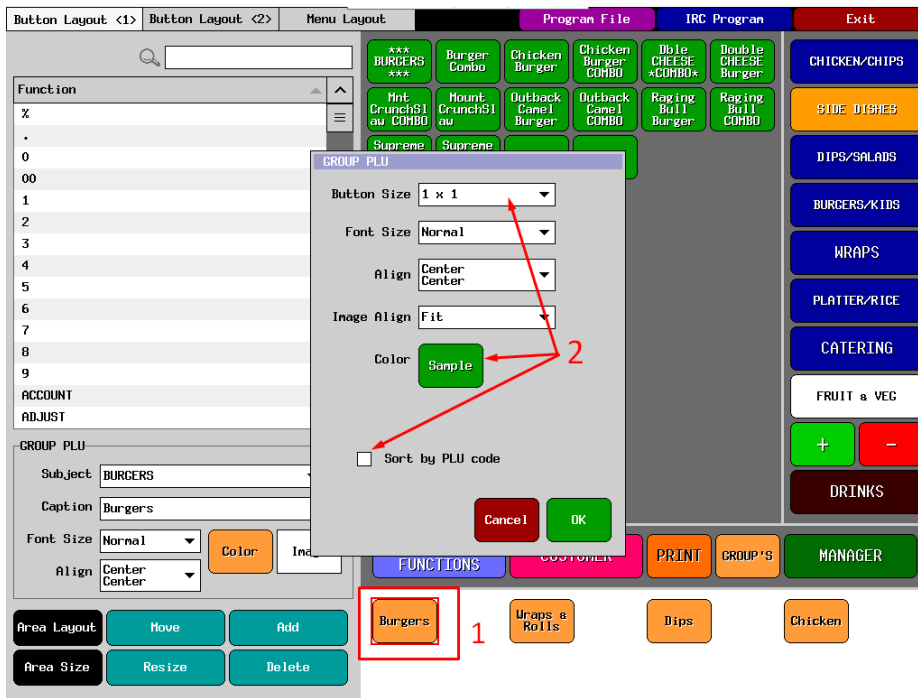 Button Layout <1>
Button Layout <2>
Menu Layout
Program File
IRC Program
Exit
Function
%
.
0
00
1
2
3
4
5
6
7
8
9
ACCOUNT
ADJUST
GROUP PLU
Subject
BURGERS
Caption
Burgers
Font Size
Normal
Color
Align
Center
Center
Area Layout
Move
Add
Area Size
Resize
Delete
***
BURGERS
***
Burger
Combo
Chicken
Burger
Chicken
Burger
COMBO
Dble
CHEESE
*COMBO*
Double
CHEESE
Burger
Mnt
CrunchSl
aw COMBO
Mount
CrunchSl
aw
Outback
Camel
Burger
Outback
Camel
COMBO
Raging
Bull
Burger
Raging
Bull
COMBO
Supreme
Supreme
GROUP PLU
Button Size
1 x 1
Font Size
Normal
Align
Center
Center
Image Align
Fit
Color
Sample
2
Sort by PLU code
Cancel
OK
CHICKEN/CHIPS
SIDE DISHES
DIPS/SALADS
BURGERS/KIDS
WRAPS
PLATTER/RICE
CATERING
FRUIT & VEG
+
-
DRINKS
FUNCTIONS
CUSTOMER
PRINT
GROUP'S
MANAGER
Burgers
1
Wraps &
Rolls
Dips
Chicken